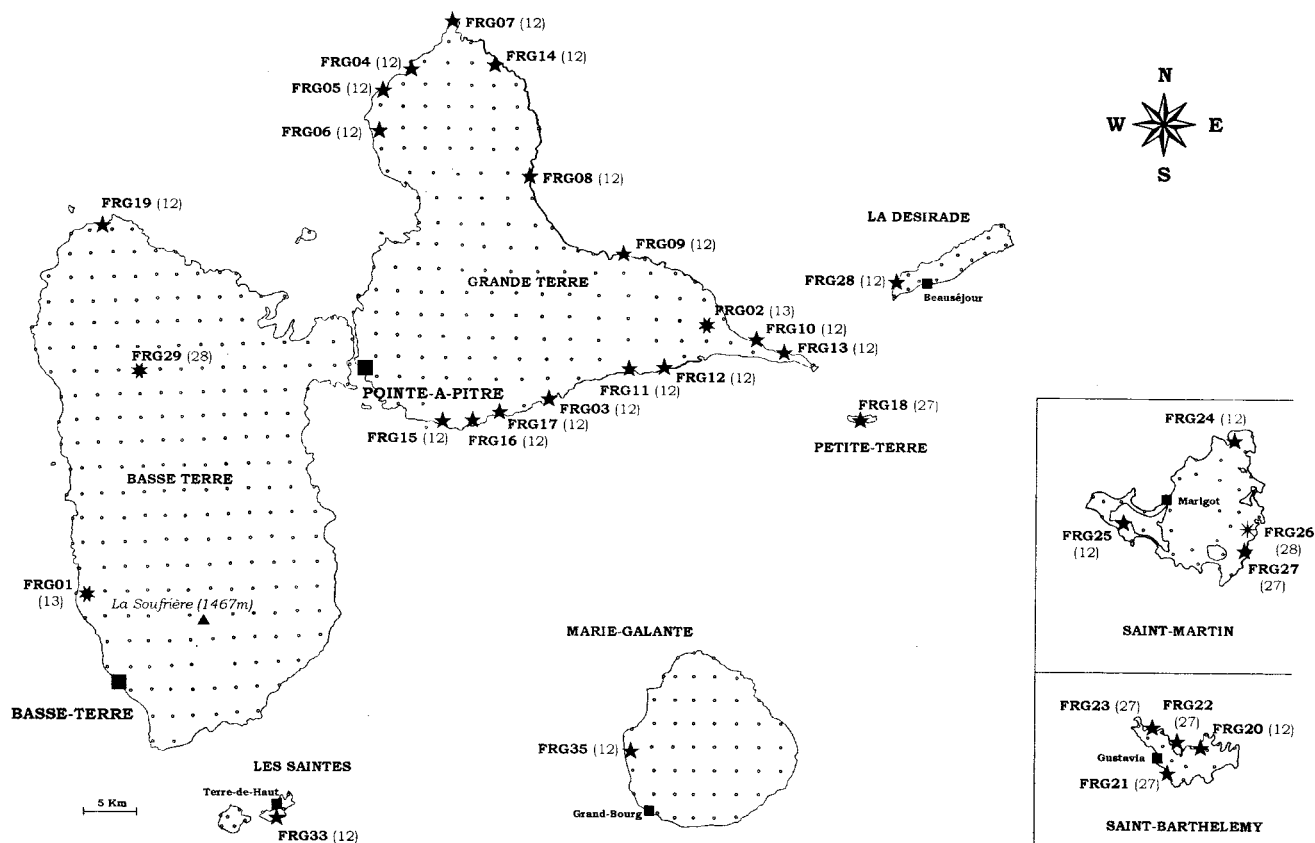 FRG07 (12)
FRG14 (12)
FRG04 (12)
FRG05 (12)
FRG06 (12)
FRG08 (12)
N
W E
S
FRG19 (12)
LA DESIRADE
FRG09 (12)
GRANDE TERRE
FRG28 (12)
Beauséjour
FRG02 (13)
FRG10 (12)
FRG13 (12)
FRG29 (28)
FRG12 (12)
FRG11 (12)
POINTE-A-PITRE
FRG03 (12)
FRG17 (12)
FRG15 (12)
FRG16 (12)
FRG18 (27)
PETITE-TERRE
FRG24 (12)
BASSE TERRE
Marigot
FRG25
(12)
FRG26
(28)
FRG27
(27)
FRG01
(13)
La Soufrière (1467m)
MARIE-GALANTE
SAINT-MARTIN
BASSE-TERRE
FRG23 (27)
FRG22
(27)
FRG20 (12)
FRG35 (12)
Gustavia
FRG21 (27)
LES SAINTES
Terre-de-Haut
5 Km
Grand-Bourg
FRG33 (12)
SAINT-BARTHELEMY